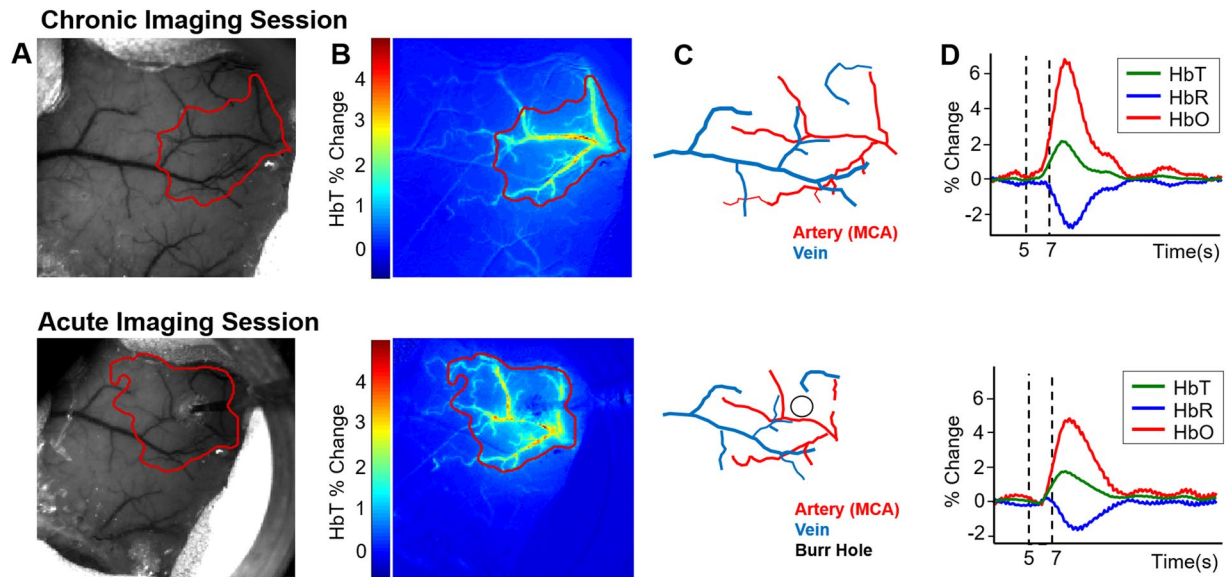 Chronic Imaging Session
A
B
C
D
HbT % Change
4
3
2
1
0
Artery (MCA)
Vein
% Change
6
4
2
0
-2
5
7
Time(s)
HbT
HbR
HbO
Acute Imaging Session
HbT % Change
4
3
2
1
0
Artery (MCA)
Vein
Burr Hole
% Change
6
4
2
0
-2
5
7
Time(s)
HbT
HbR
HbO